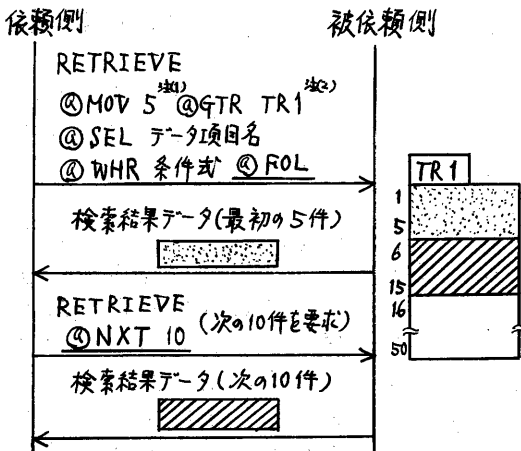 依頼側
被依頼側
RETRIEVE
@MOV 5 注(1) @GTR TR1 注(2)
@SEL データ項目名
@WHR 条件式 @FOL
TR1
検索結果データ(最初の5件)
1
5
6
15
16
50
RETRIEVE
@NXT 10 (次の10件を要求)
検索結果データ(次の10件)